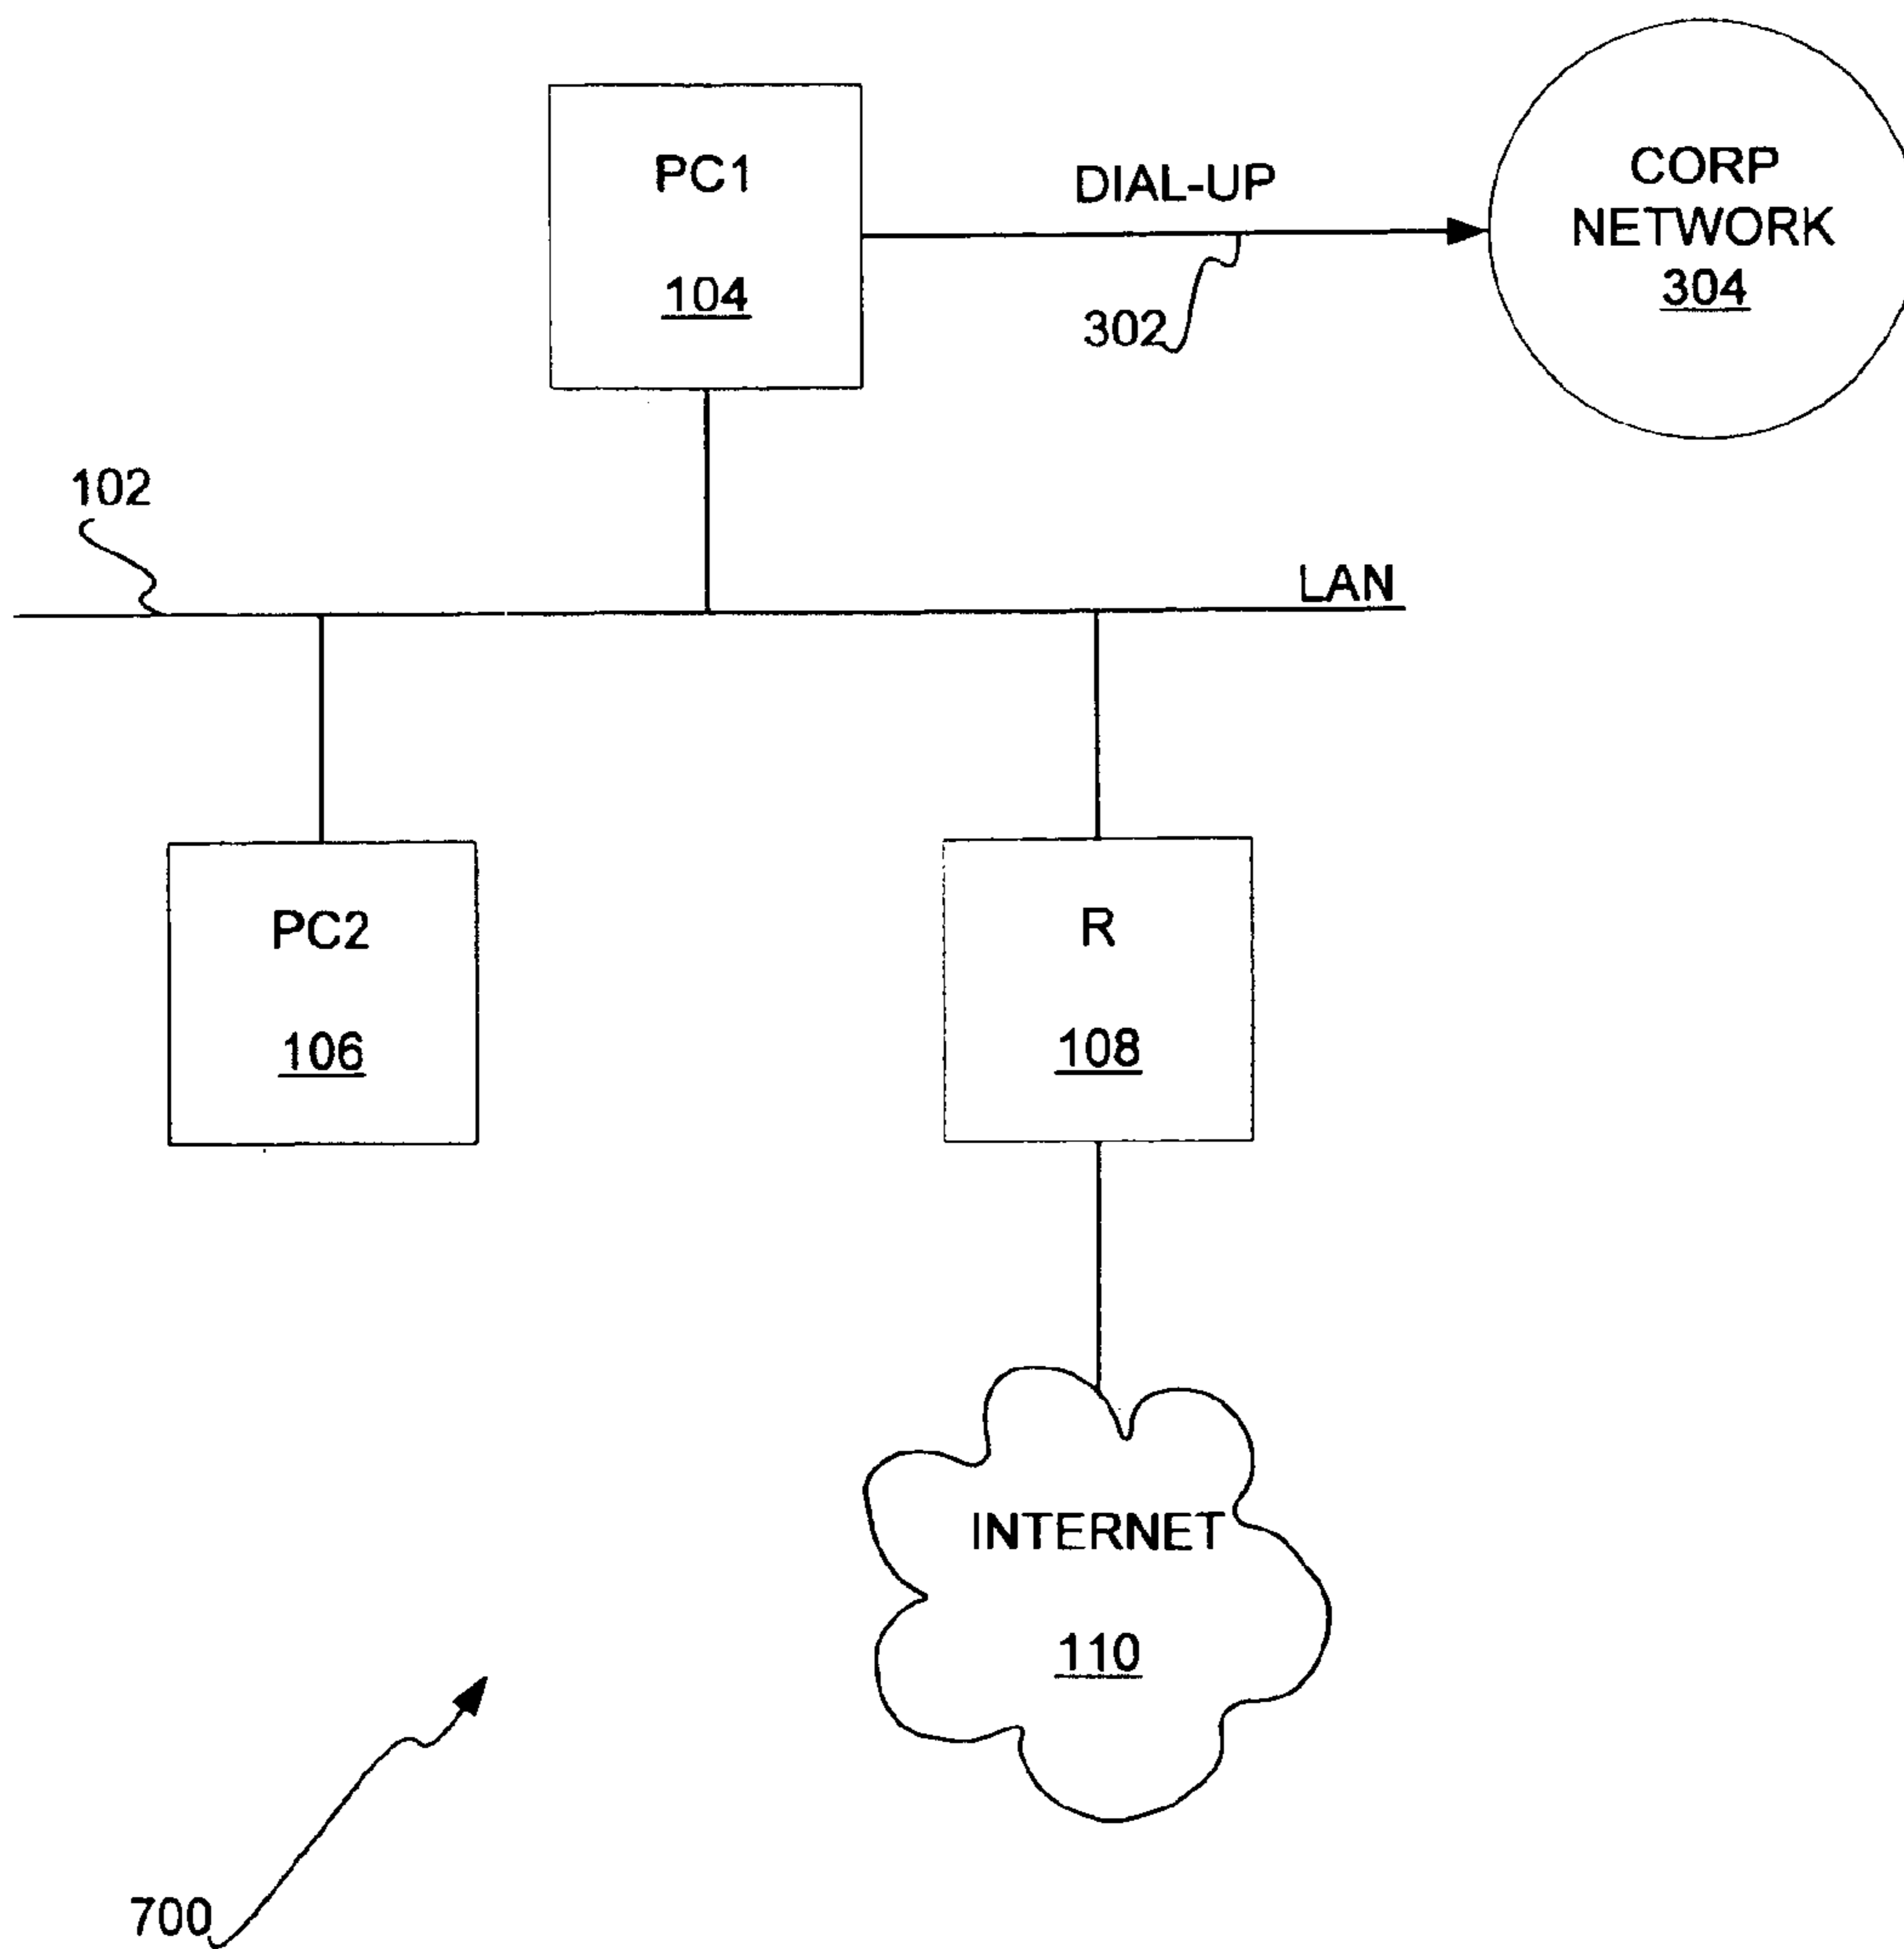 PC1
104
DIAL-UP
302
CORP
NETWORK
304
102
LAN
PC2
106
R
108
INTERNET
110
700